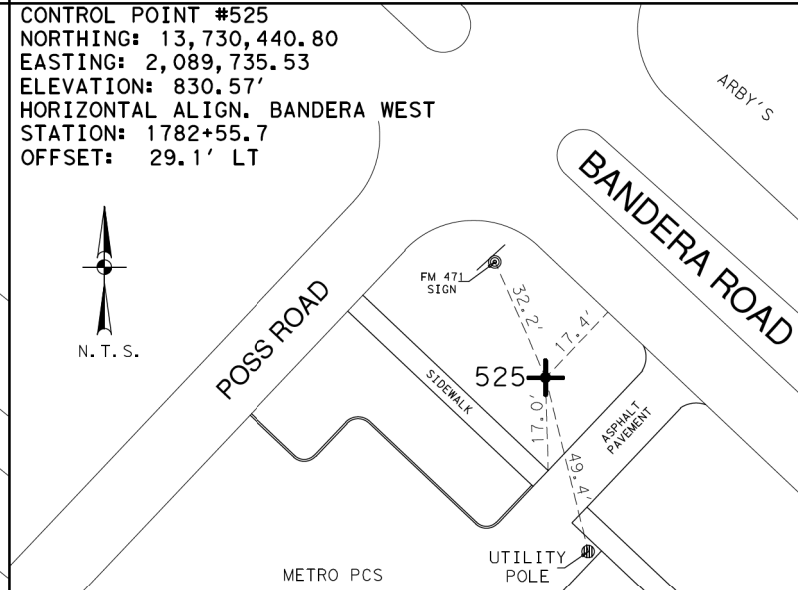 CONTROL POINT #525
NORTHING: 13,730,440.80
EASTING: 2,089,735.53
ELEVATION: 830.57'
HORIZONTAL ALIGN. BANDERA WEST
STATION: 1782+55.7
OFFSET: 29.1' LT
ARBY'S
BANDERA ROAD
FM 471
SIGN
32.2'
17.4'
N.T.S.
POSS ROAD
525
SIDEWALK
17.0'
ASPHALT
PAVEMENT
49.4'
UTILITY
POLE
METRO PCS